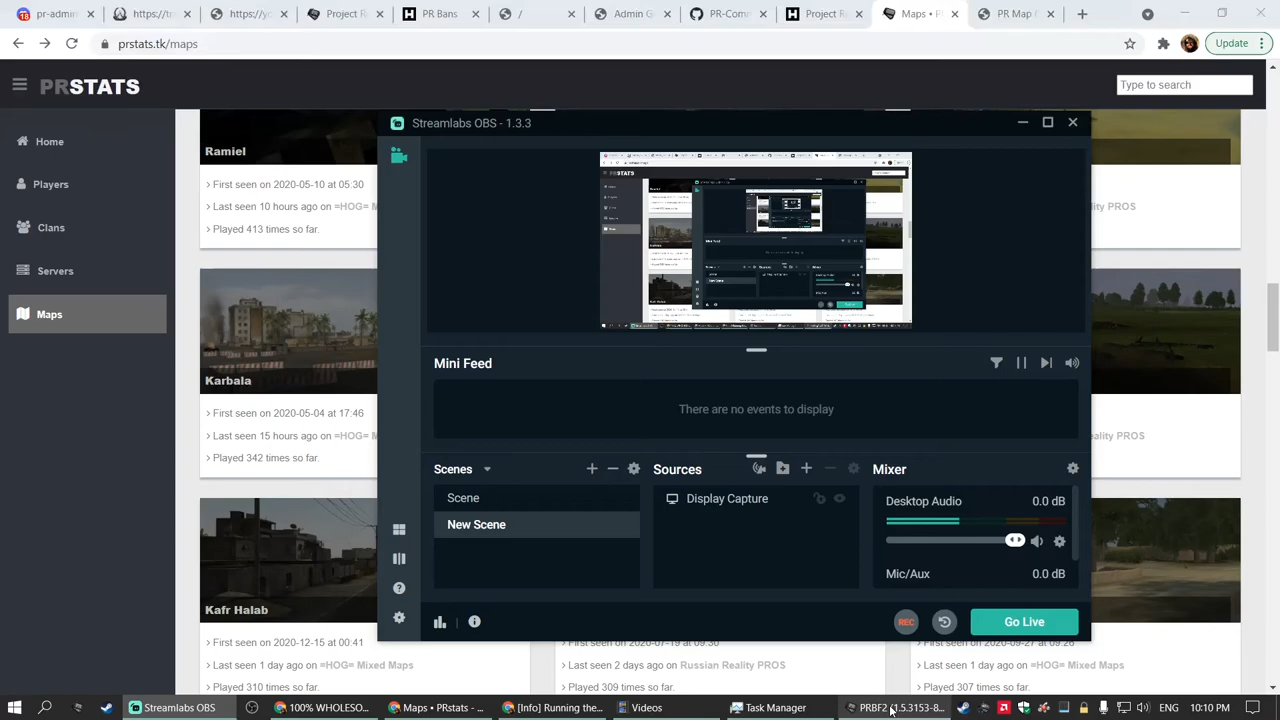 18 pr-admin
https://
https://yc
Project Re
PR Bans
/
Admin G
PR-Comm
Project Re
Maps • P
PR Map (
prstats.tk/maps
Update
PRSTATS
Type to search
Home
Players
Clans
Servers
Maps
Ramiel
> First seen on 2020-05-10 at 05:30
> Last seen 10 hours ago on =HOG= M
> Played 413 times so far.
Karbala
> First seen on 2020-05-04 at 17:46
> Last seen 15 hours ago on =HOG= M
> Played 342 times so far.
Kafr Halab
> First seen on 2020-12-15 at 00:41
> Last seen 1 day ago on =HOG= Mixed Maps
> Played 310 times so far.
Streamlabs OBS - 1.3.3
Mini Feed
There are no events to display
Scenes
Scene
New Scene
Sources
Display Capture
Mixer
Desktop Audio 0.0 dB
Mic/Aux 0.0 dB
REC
Go Live
ity PROS
ality PROS
> Last seen 2 days ago on Russian Reality PROS
> Played 309 times so far.
> Last seen 1 day ago on =HOG= Mixed Maps
> Played 307 times so far.
Streamlabs OBS
100% WHOLESO...
Maps • PRstats - ...
[Info] Running the...
Videos
Task Manager
PRBF2
ENG
10:10 PM